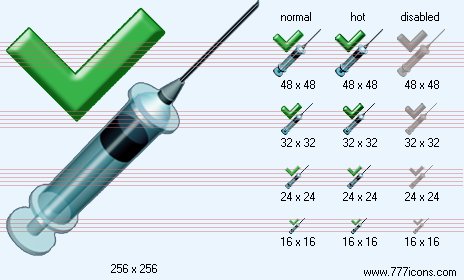 normal hot disabled
48 x 48 48 x 48 48 x 48
32 x 32 32 x 32 32 x 32
24 x 24 24 x 24 24 x 24
16 x 16 16 x 16 16 x 16
256 x 256
www.777icons.com